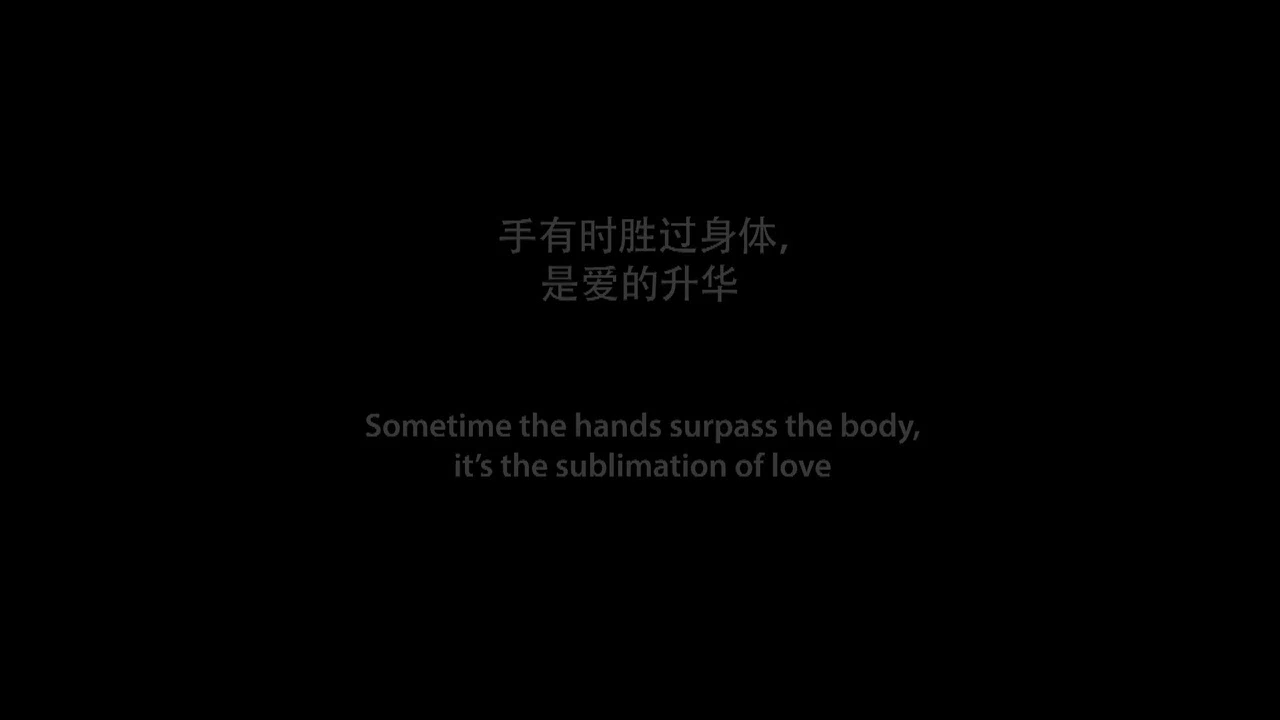 手有时胜过身体,
是爱的升华
Sometime the hands surpass the body,
it's the sublimation of love